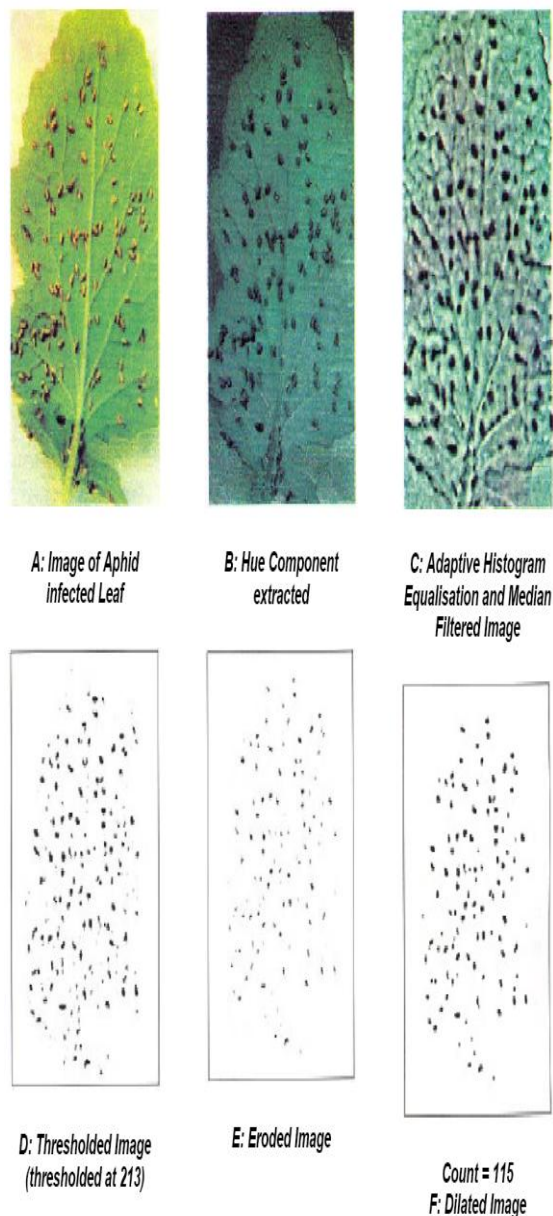 A: Image of Aphid
infected Leaf
B: Hue Component
extracted
C: Adaptive Histogram
Equalisation and Median
Filtered Image
D: Thresholded Image
(thresholded at 213)
E: Eroded Image
Count = 115
F: Dilated Image